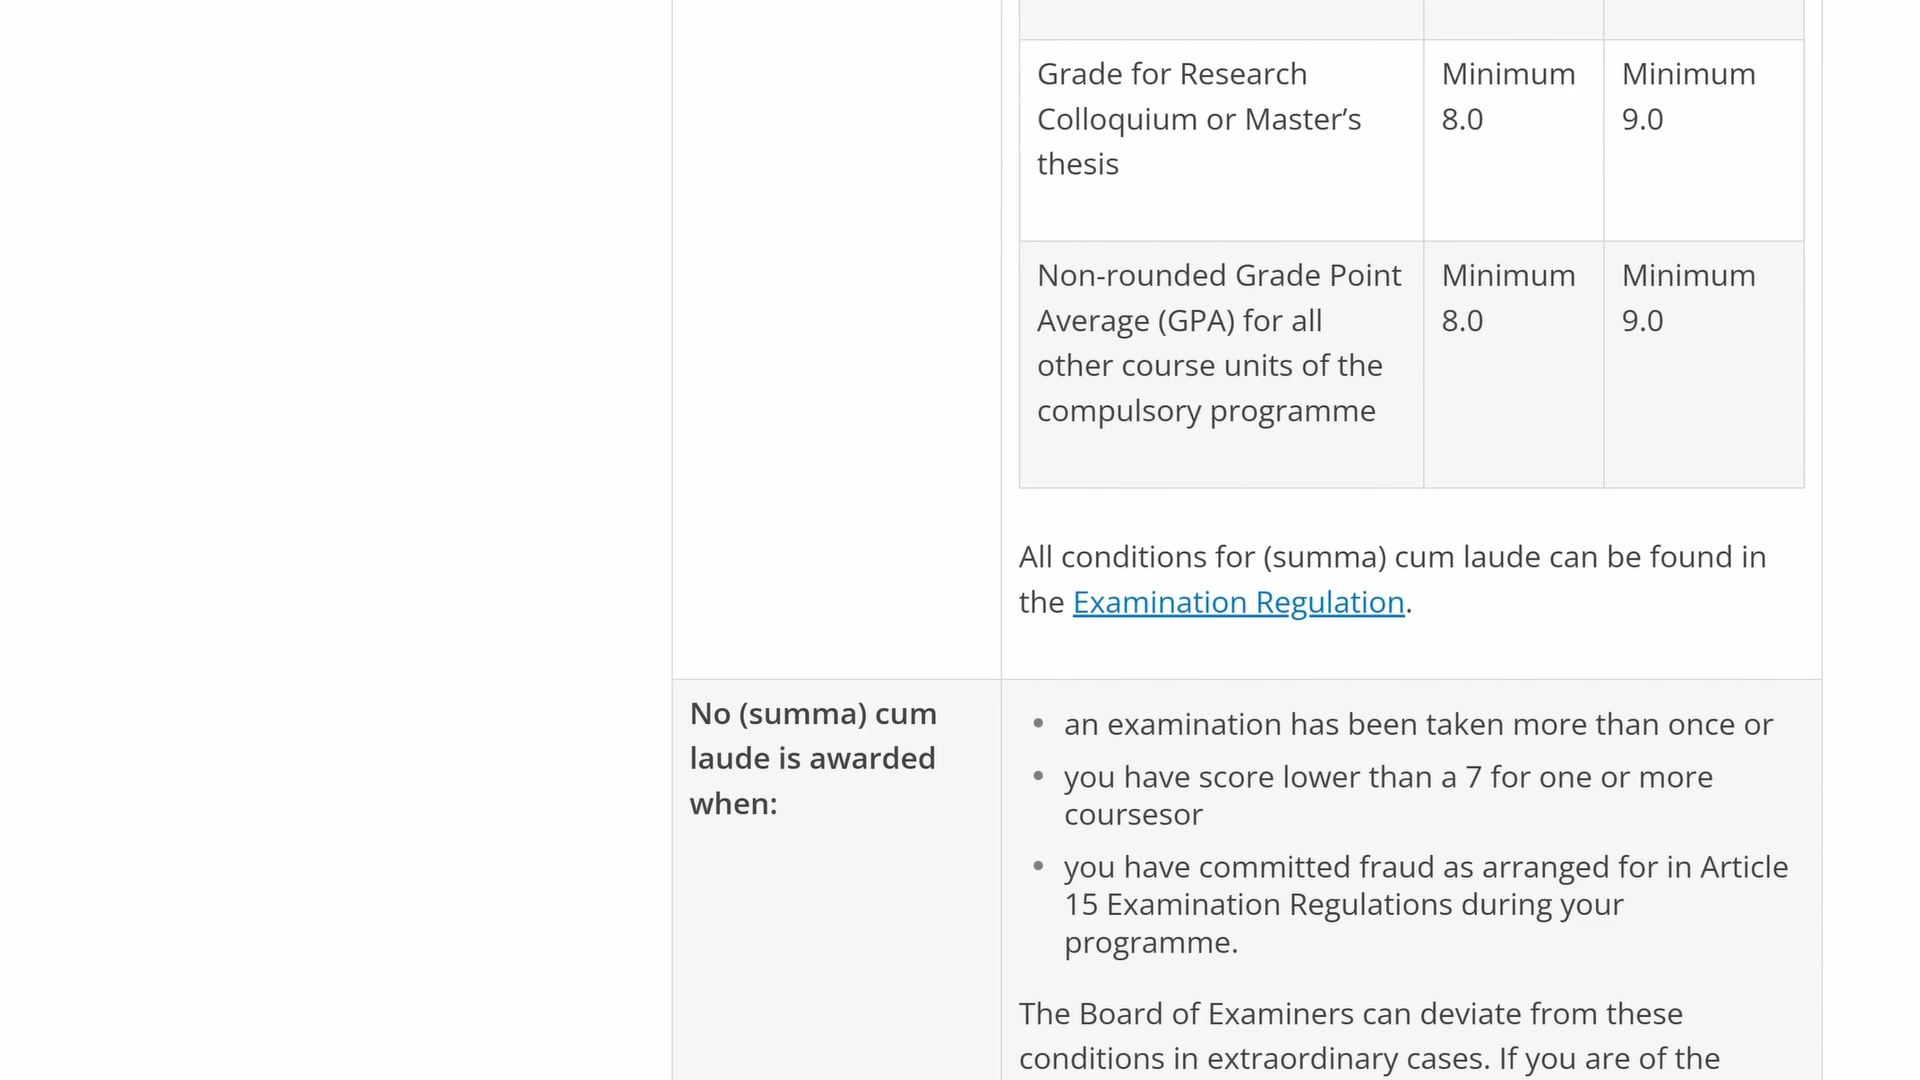 Grade for Research
Colloquium or Master’s
thesis
Minimum
8.0
Minimum
9.0
Non-rounded Grade Point
Average (GPA) for all
other course units of the
compulsory programme
Minimum
8.0
Minimum
9.0
All conditions for (summa) cum laude can be found in
the Examination Regulation.
No (summa) cum
laude is awarded
when:
an examination has been taken more than once or
you have score lower than a 7 for one or more
coursesor
you have committed fraud as arranged for in Article
15 Examination Regulations during your
programme.
The Board of Examiners can deviate from these
conditions in extraordinary cases. If you are of the